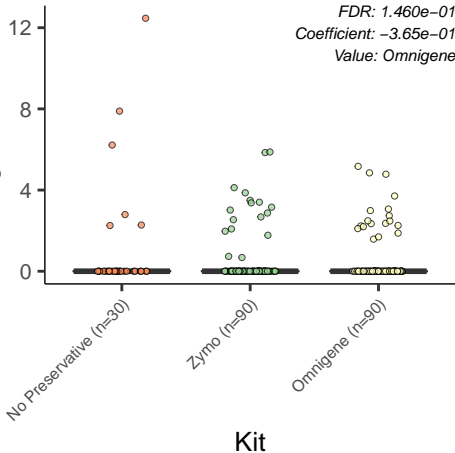 FDR: 1.460e−01
Coefficient: −3.65e−01
Value: Omnigene
12
8
4
0
No Preservative (n=30)
Zymo (n=90)
Omnigene (n=90)
Kit